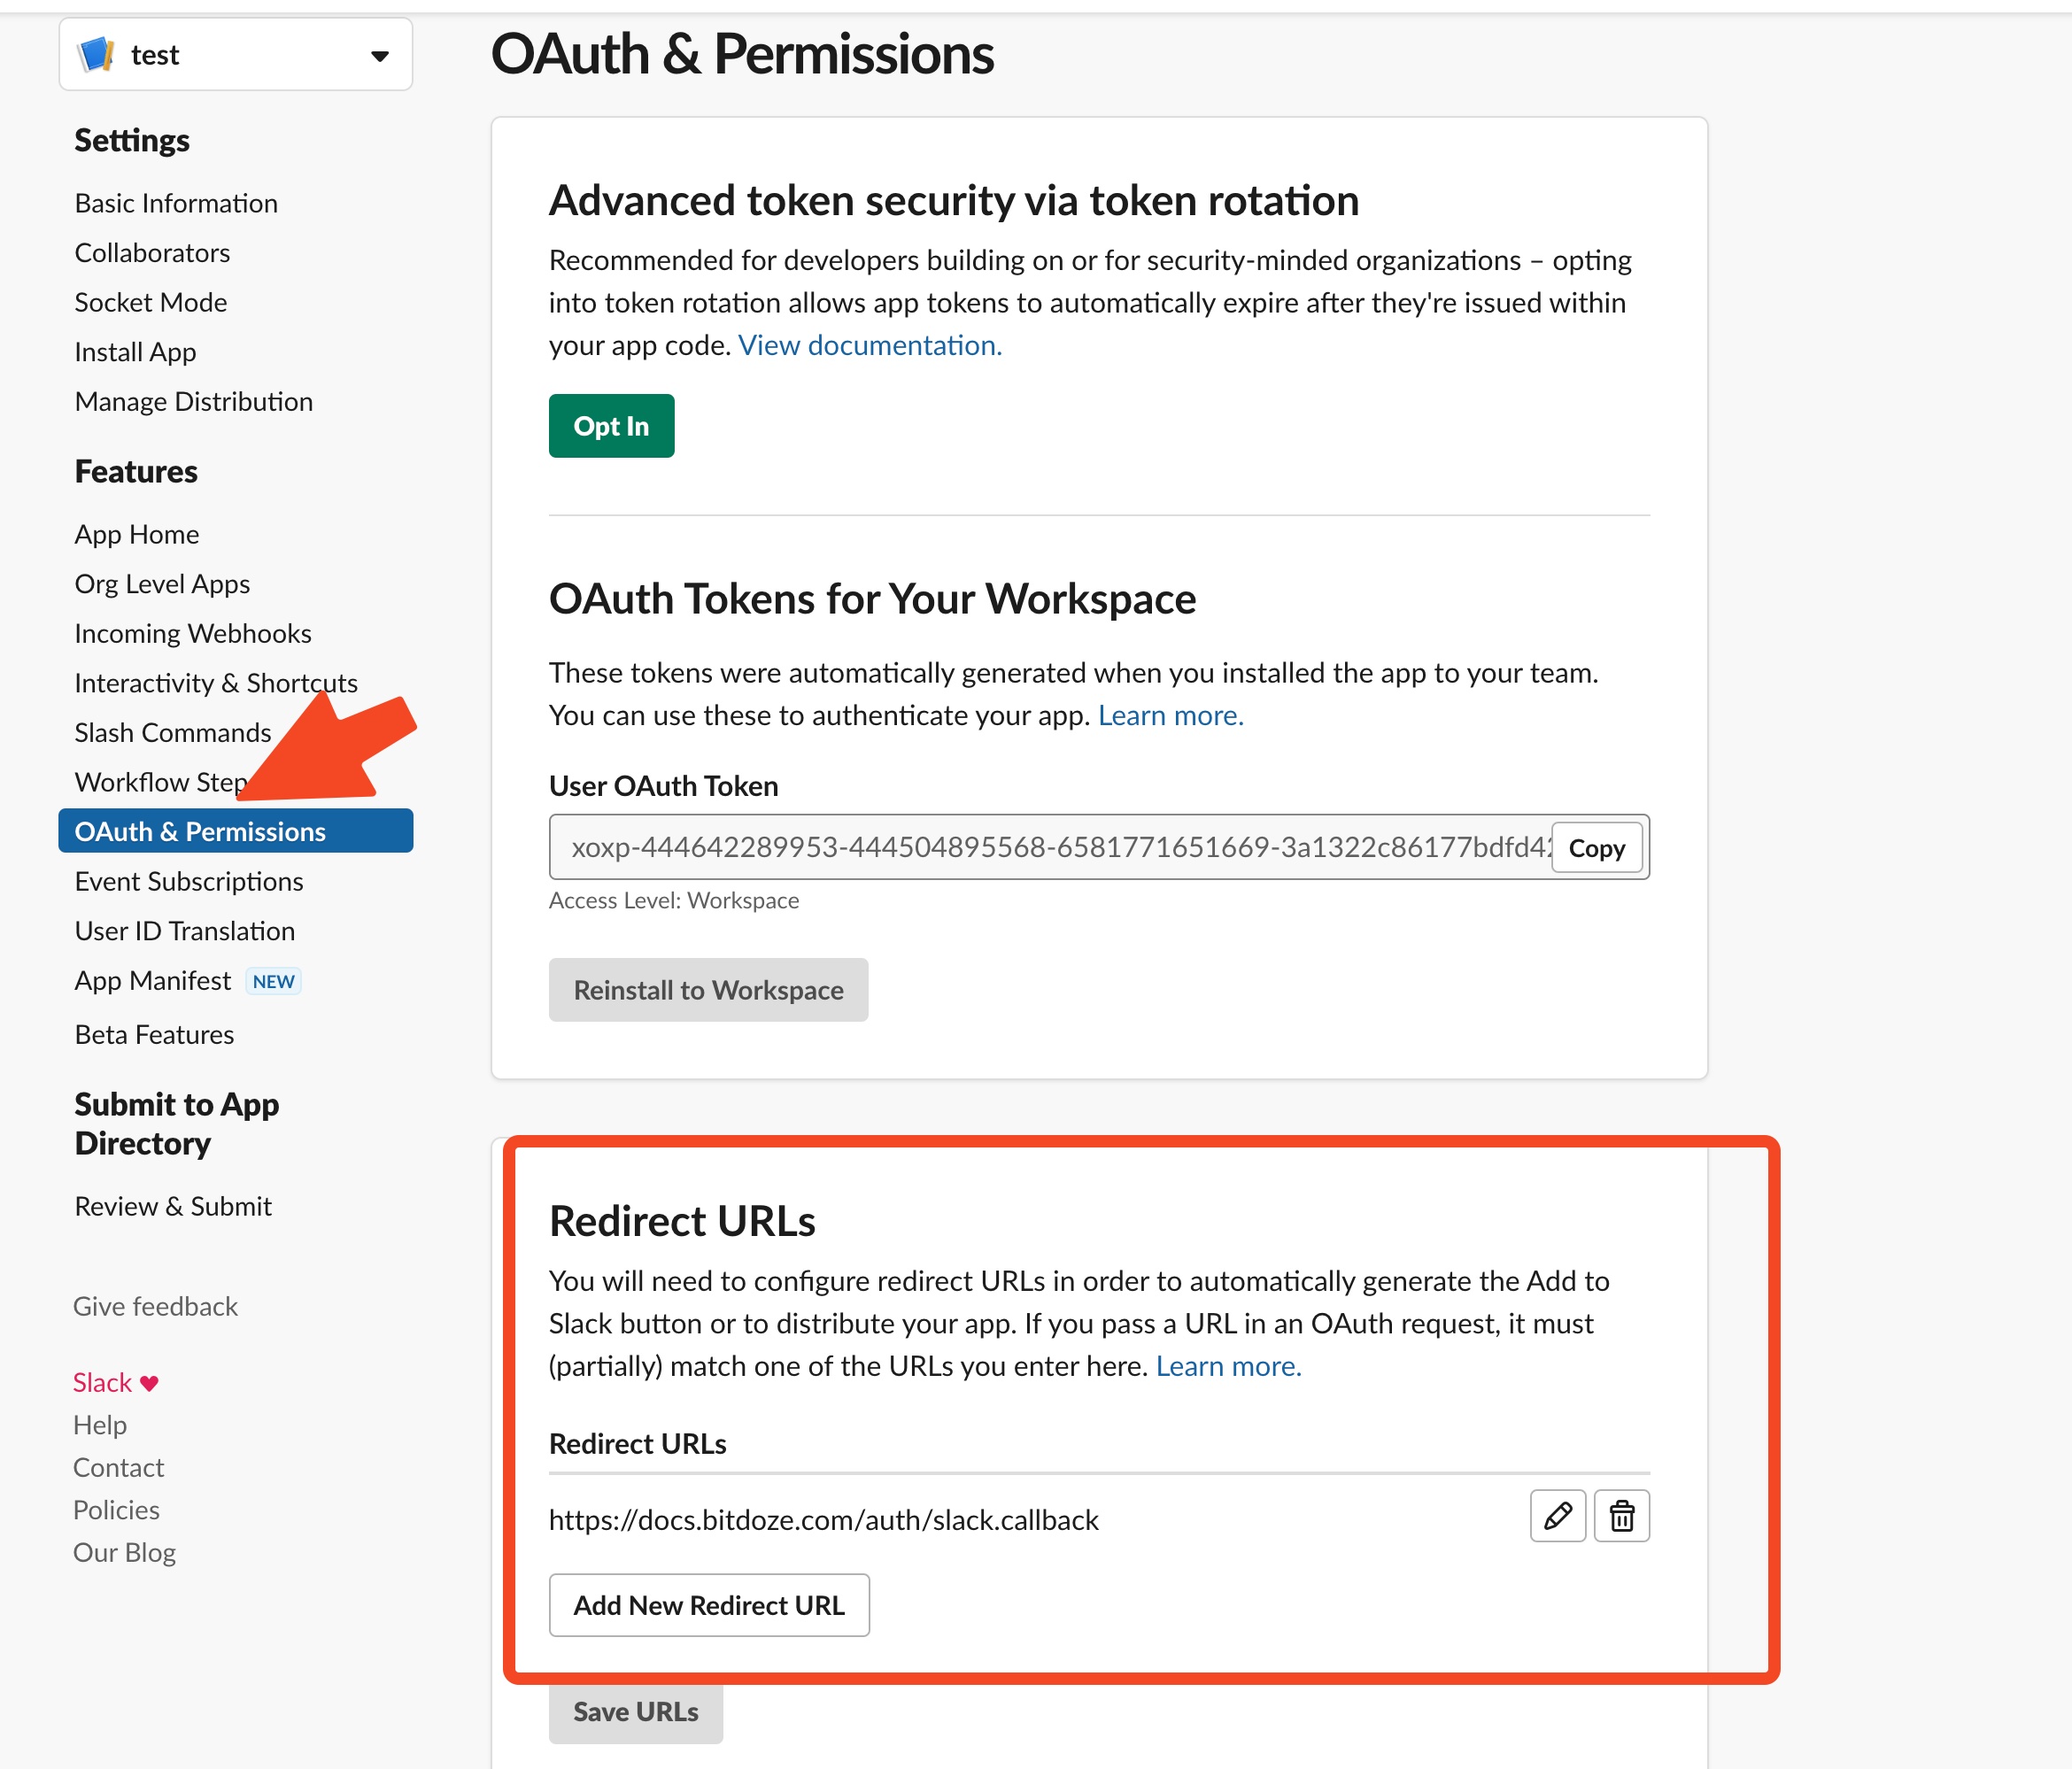 test
Settings
Basic Information
Collaborators
Socket Mode
Install App
Manage Distribution
Features
App Home
Org Level Apps
Incoming Webhooks
Interactivity & Shortcuts
Slash Commands
Workflow Step
OAuth & Permissions
Event Subscriptions
User ID Translation
App Manifest NEW
Beta Features
Submit to App
Directory
Review & Submit
Give feedback
Slack
Help
Contact
Policies
Our Blog
OAuth & Permissions
Advanced token security via token rotation
Recommended for developers building on or for security-minded organizations – opting
into token rotation allows app tokens to automatically expire after they're issued within
your app code. View documentation.
Opt In
OAuth Tokens for Your Workspace
These tokens were automatically generated when you installed the app to your team.
You can use these to authenticate your app. Learn more.
User OAuth Token
xoxp-444642289953-444504895568-6581771651669-3a1322c86177bdfd42
Copy
Access Level: Workspace
Reinstall to Workspace
Redirect URLs
You will need to configure redirect URLs in order to automatically generate the Add to
Slack button or to distribute your app. If you pass a URL in an OAuth request, it must
(partially) match one of the URLs you enter here. Learn more.
Redirect URLs
https://docs.bitdoze.com/auth/slack.callback
Add New Redirect URL
Save URLs